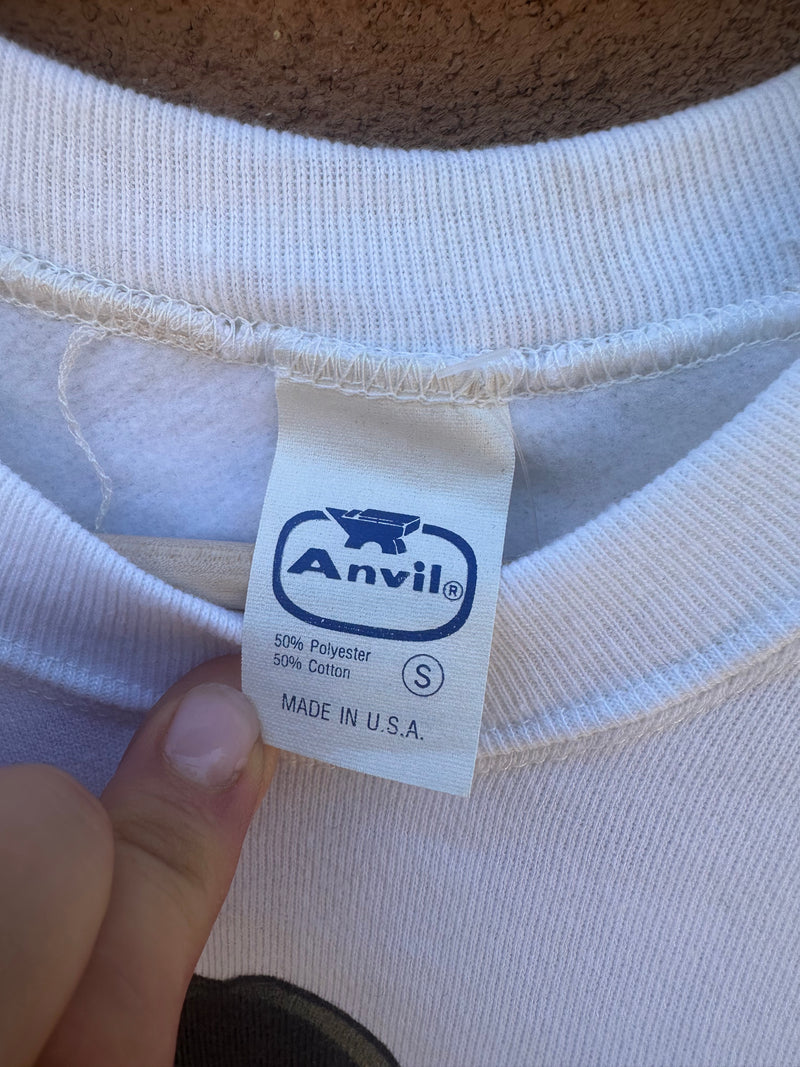 Anvil®
50% Polyester
50% Cotton
S
MADE IN U.S.A.